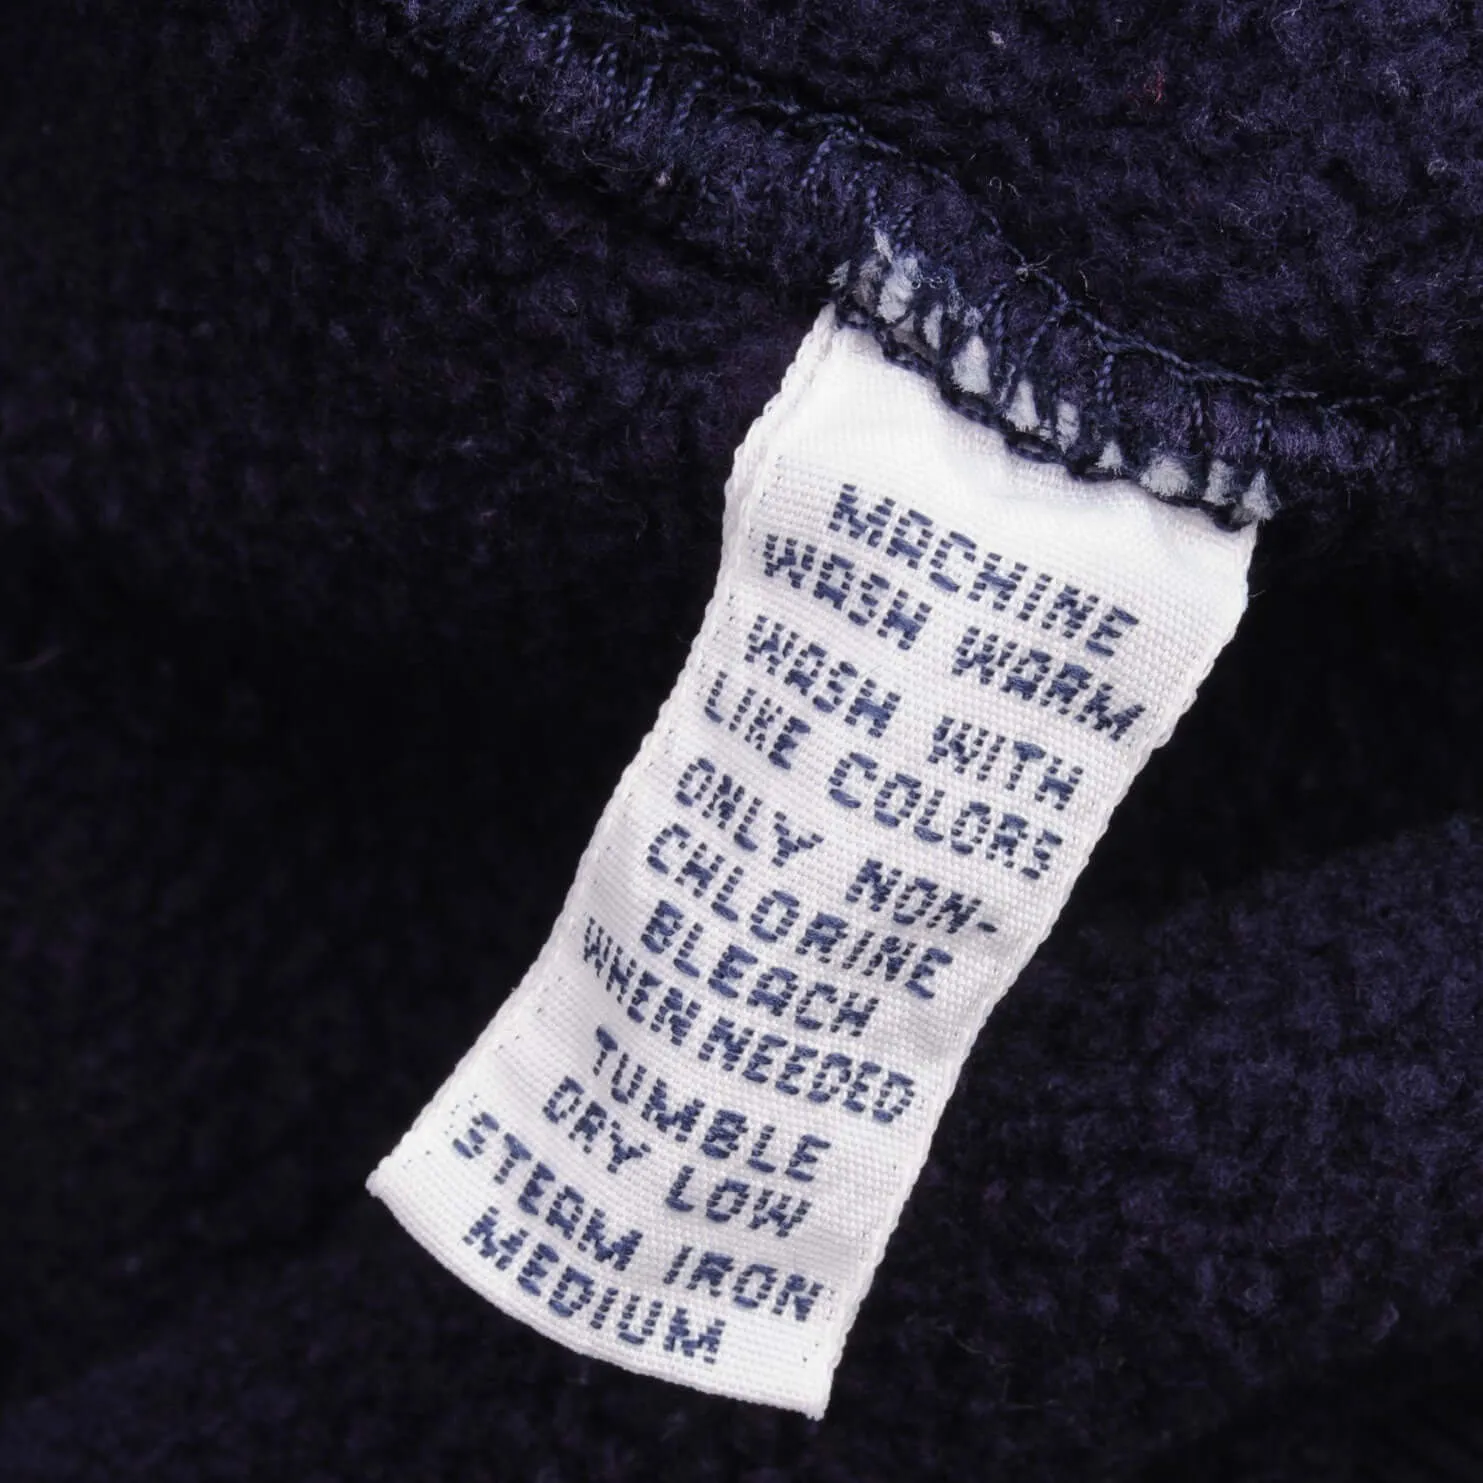 MACHINE
WASH WARM
WASH WITH
LIKE COLORS
ONLY NON-
CHLORINE
BLEACH
WHEN NEEDED
TUMBLE
DRY LOW
STEAM IRON
MEDIUM